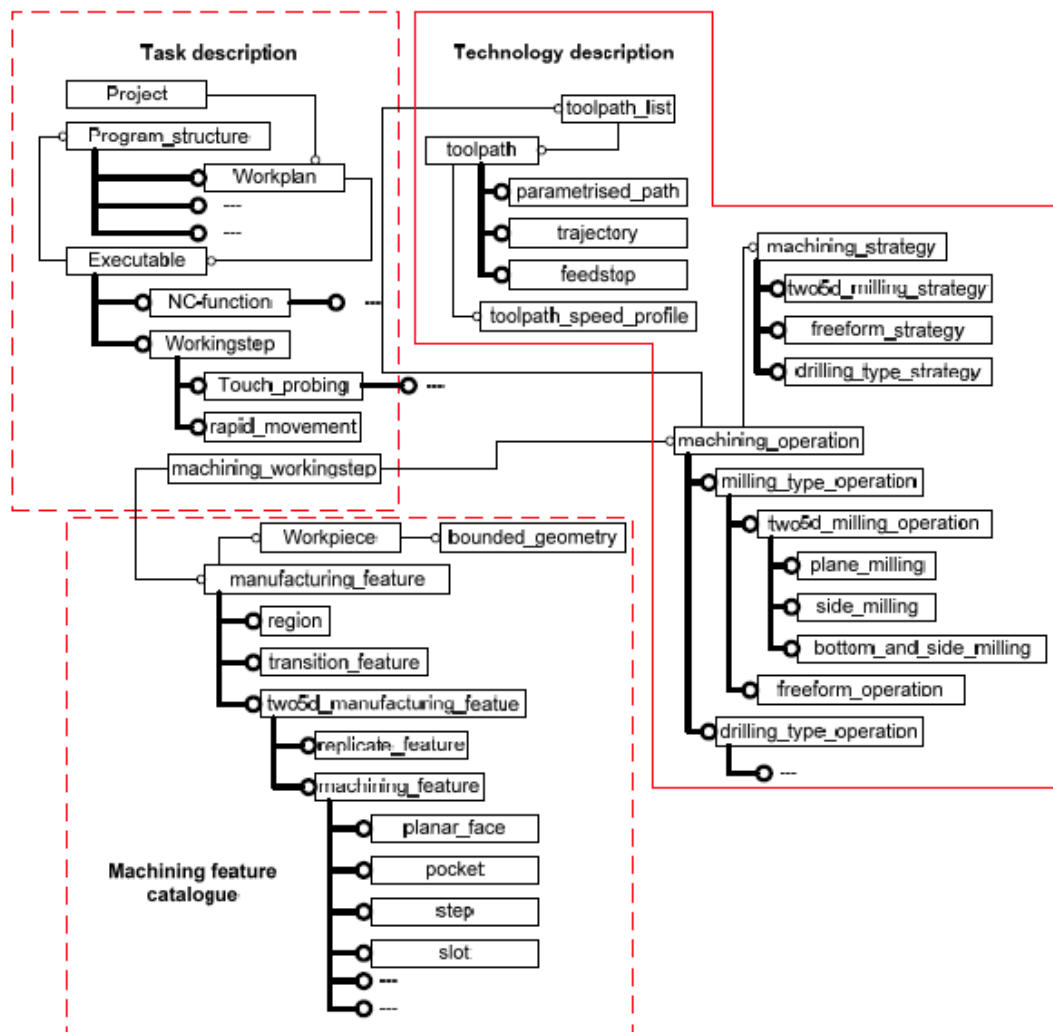 Task description
Project
Program_structure
Workplan
---
---
Executable
NC-function
---
Workingstep
Touch_probing
---
rapid_movement
machining_workingstep
Technology description
toolpath_list
toolpath
parametrised_path
trajectory
feedstop
toolpath_speed_profile
machining_strategy
two5d_milling_strategy
freeform_strategy
drilling_type_strategy
machining_operation
milling_type_operation
two5d_milling_operation
plane_milling
side_milling
bottom_and_side_milling
freeform_operation
drilling_type_operation
---
Workpiece
bounded_geometry
manufacturing_feature
region
transition_feature
two5d_manufacturing_featue
replicate_feature
machining_feature
planar_face
pocket
step
slot
---
---
Machining feature
catalogue